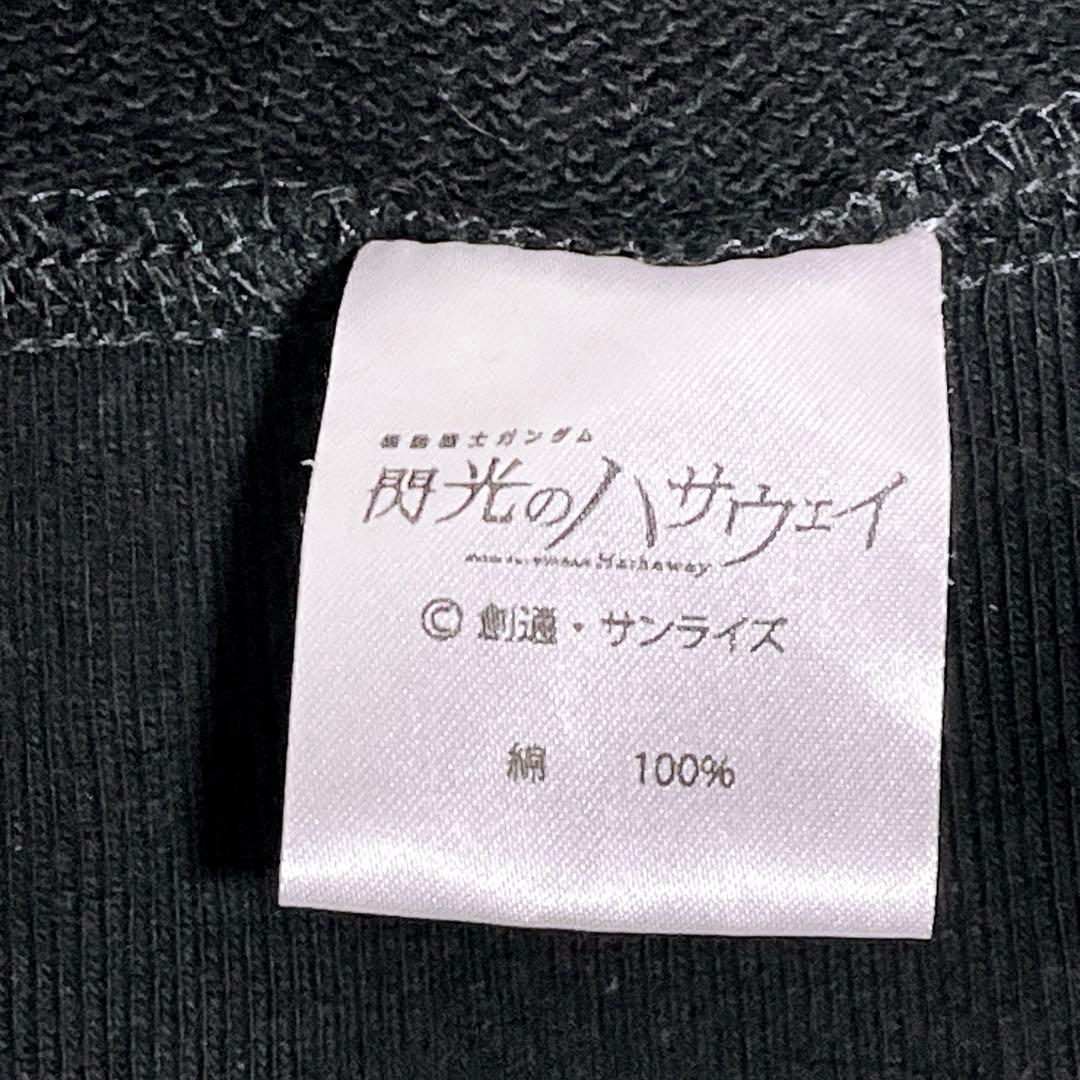 機動戦士ガンダム
閃光のハサウェイ
Hathaway
© 創通・サンライズ
綿 100%